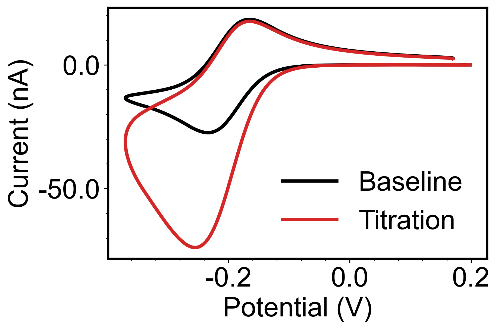 0.0
-50.0
Current (nA)
Baseline
Titration
-0.2 0.0 0.2
Potential (V)